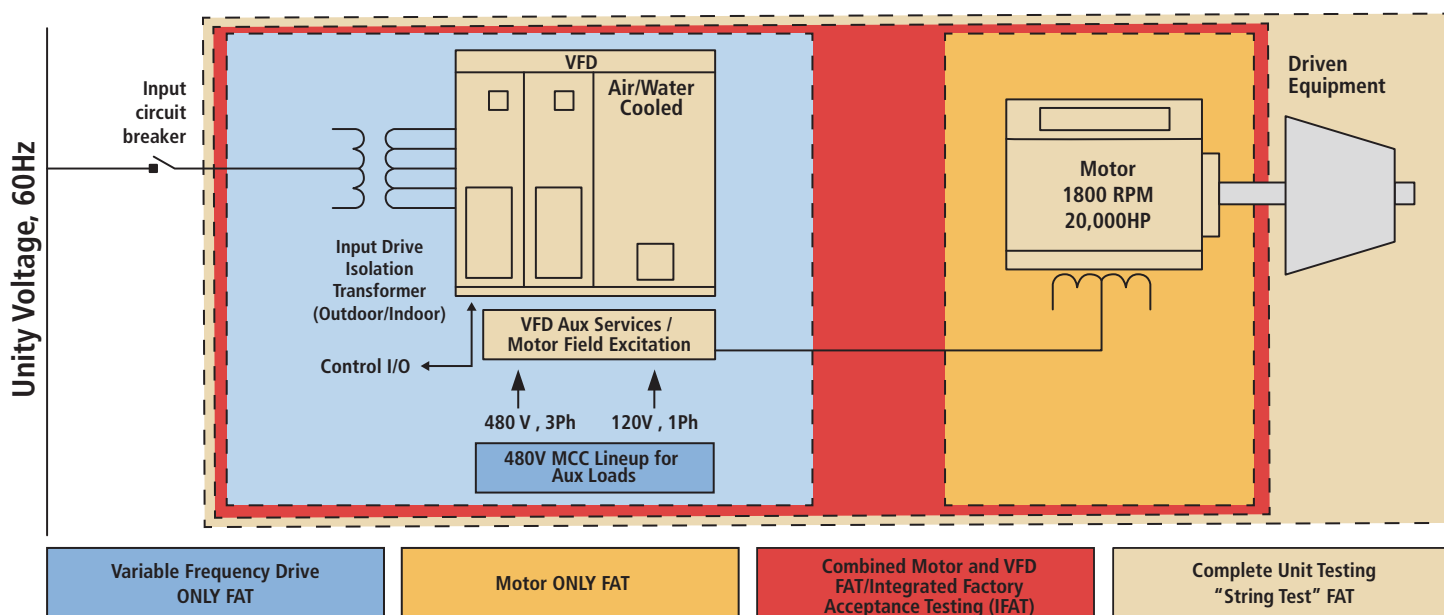 Unity Voltage, 60Hz
Input
circuit
breaker
VFD
Air/Water
Cooled
Input Drive
Isolation
Transformer
(Outdoor/Indoor)
Control I/O
VFD Aux Services /
Motor Field Excitation
480 V , 3Ph
120V , 1Ph
480V MCC Lineup for
Aux Loads
Motor
1800 RPM
20,000HP
Driven
Equipment
Variable Frequency Drive
ONLY FAT
Motor ONLY FAT
Combined Motor and VFD
FAT/Integrated Factory
Acceptance Testing (IFAT)
Complete Unit Testing
“String Test” FAT